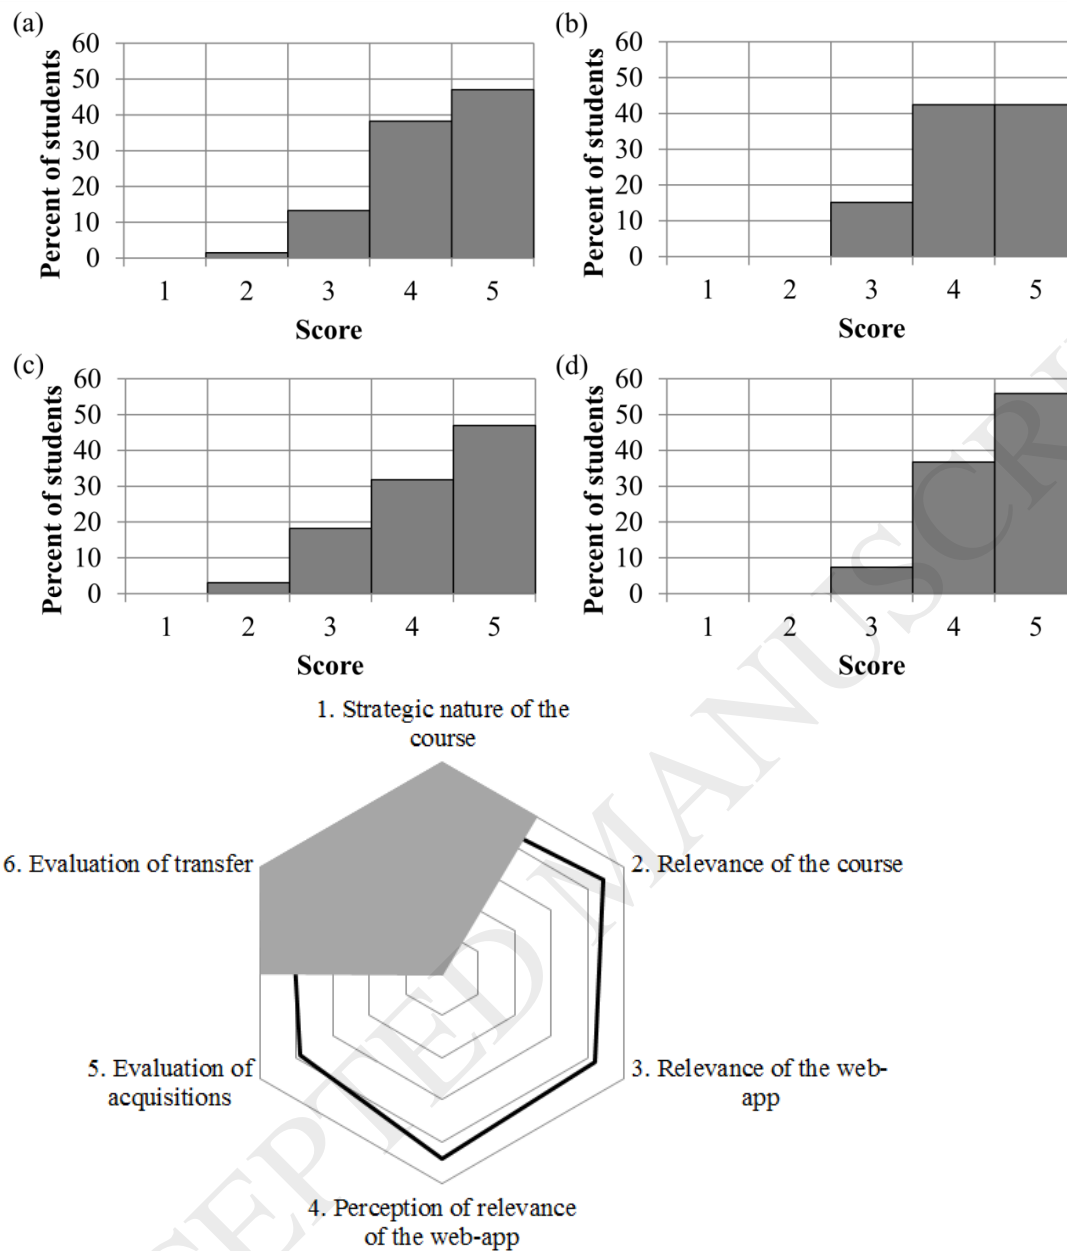 (a)
60
50
40
30
20
10
0
Percent of students
1 2 3 4 5
Score
(b)
60
50
40
30
20
10
0
Percent of students
1 2 3 4 5
Score
(c)
60
50
40
30
20
10
0
Percent of students
1 2 3 4 5
Score
(d)
60
50
40
30
20
10
0
Percent of students
1 2 3 4 5
Score
1. Strategic nature of the
course
2. Relevance of the course
3. Relevance of the web-
app
4. Perception of relevance
of the web-app
5. Evaluation of
acquisitions
6. Evaluation of transfer
CEPTED MANUSCRI